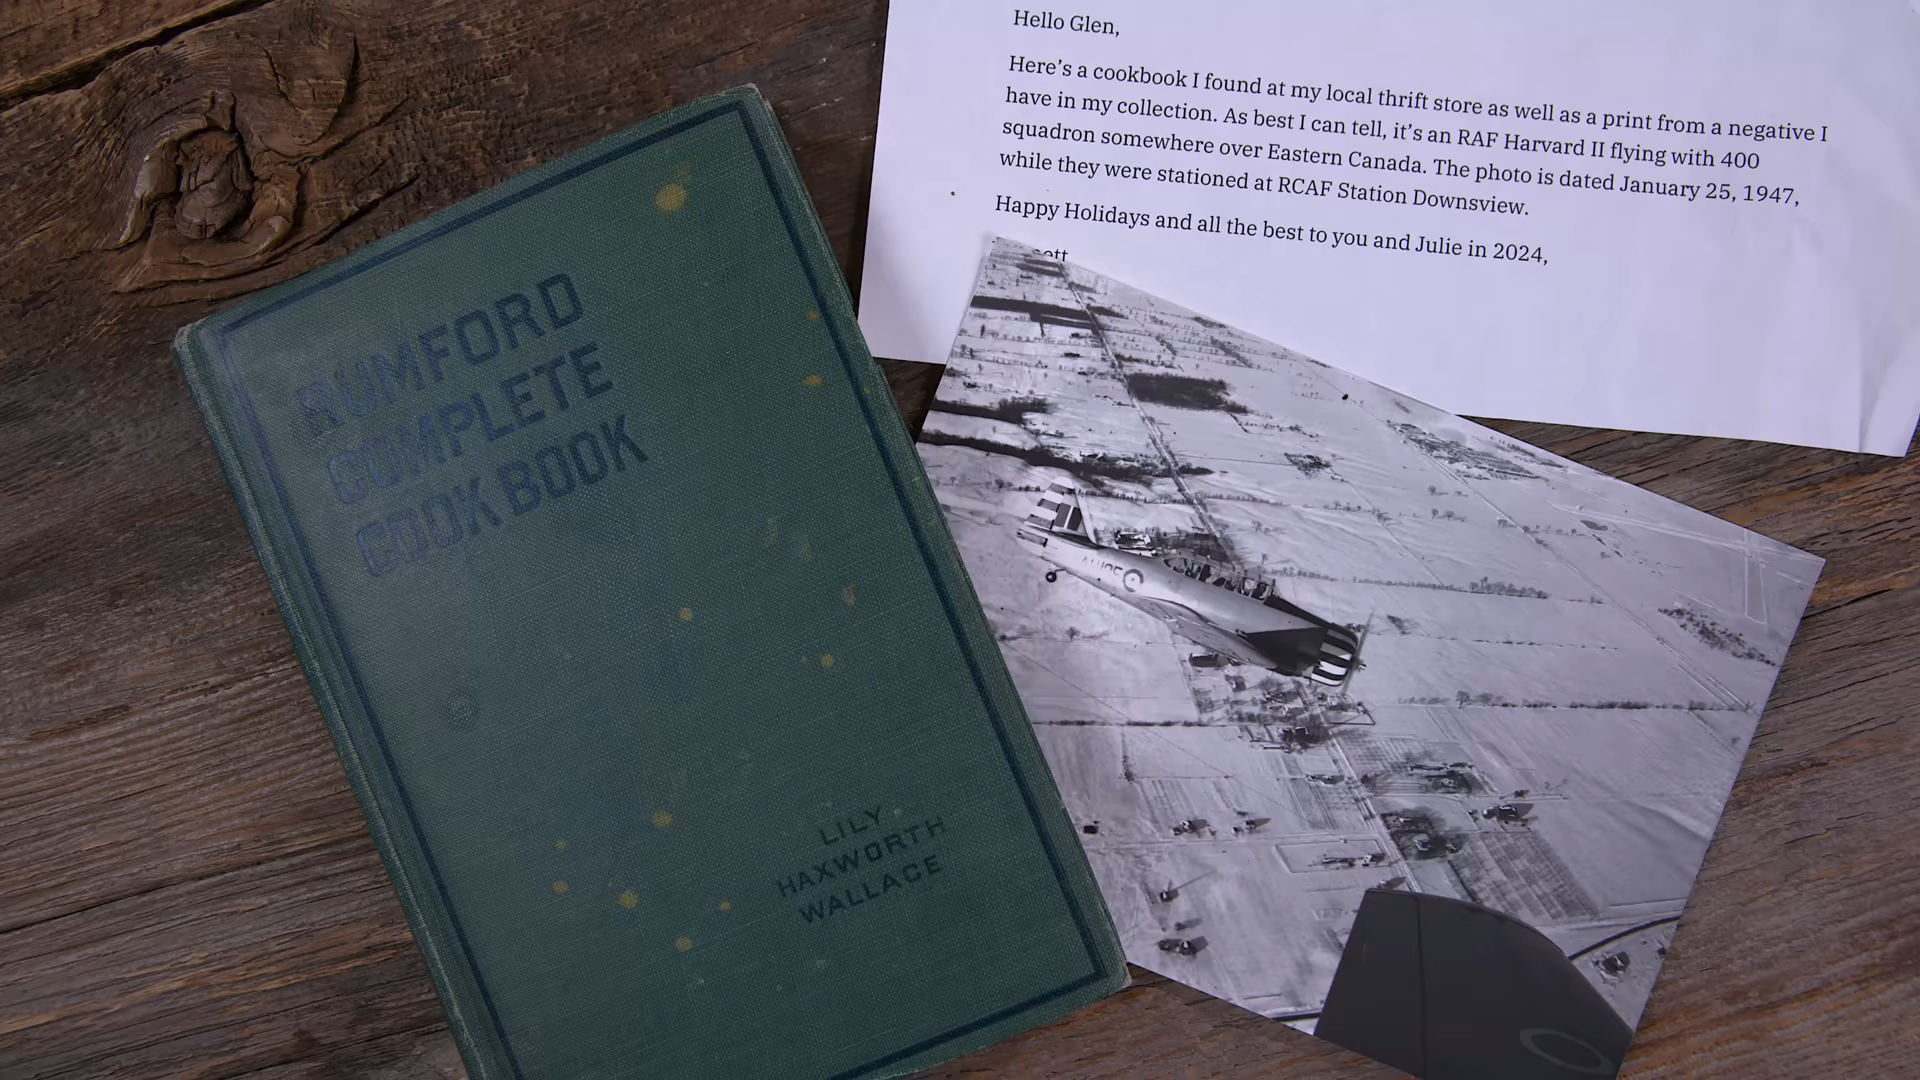 RUMFORD
COMPLETE
COOK BOOK
LILY
HAXWORTH
WALLACE
Hello Glen,
Here's a cookbook I found at my local thrift store as well as a print from a negative I
have in my collection. As best I can tell, it's an RAF Harvard II flying with 400
squadron somewhere over Eastern Canada. The photo is dated January 25, 1947,
while they were stationed at RCAF Station Downsview.
Happy Holidays and all the best to you and Julie in 2024,